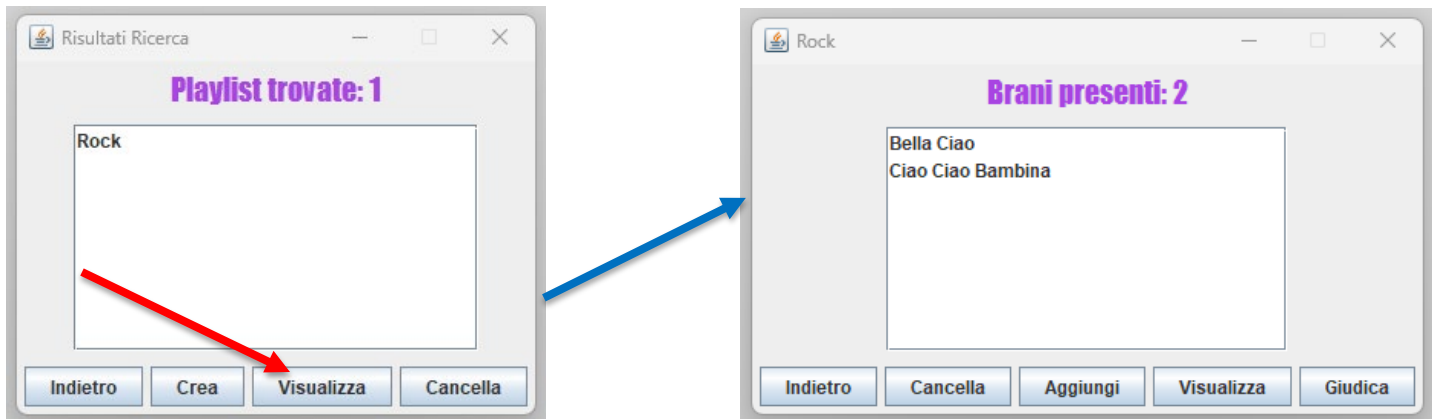 Risultati Ricerca
Playlist trovate: 1
Rock
Indietro Crea Visualizza Cancella
Rock
Brani presenti: 2
Bella Ciao
Ciao Ciao Bambina
Indietro Cancella Aggiungi Visualizza Giudica